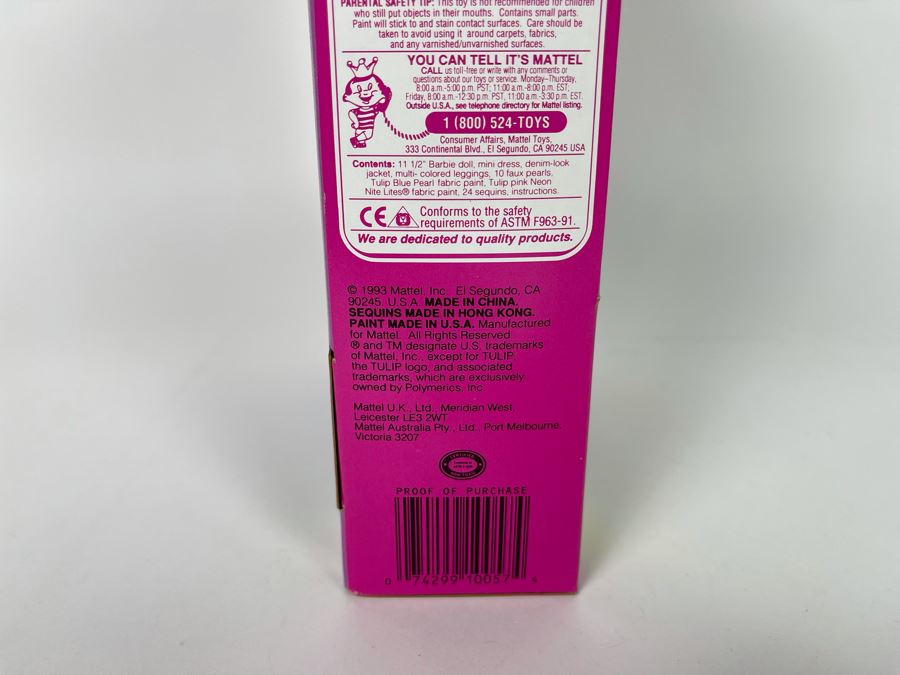 PARENTAL SAFETY TIP: This toy is not recommended for children
who still put objects in their mouths. Contains small parts.
Paint will stick to and stain contact surfaces. Care should be
taken to avoid using it around carpets, fabrics,
and any varnished/unvarnished surfaces.
YOU CAN TELL IT'S MATTEL
CALL us toll-free or write with any comments or
questions about our toys or service. Monday-Thursday,
8:00 a.m.-5:00 p.m. PST; 11:00 a.m.-8:00 p.m. EST;
Friday, 8:00 a.m.-12:30 p.m. PST, 11:00 a.m.-3:30 p.m. EST.
Outside U.S.A., see telephone directory for Mattel listing.
1 (800) 524-TOYS
Consumer Affairs, Mattel Toys,
333 Continental Blvd., El Segundo, CA 90245 USA
Contents: 11 1/2" Barbie doll, mini dress, denim-look
jacket, multi- colored leggings, 10 faux pearls,
Tulip Blue Pearl fabric paint, Tulip pink Neon
Nite Lites® fabric paint, 24 sequins, instructions.
CE Conforms to the safety
requirements of ASTM F963-91.
We are dedicated to quality products.
© 1993 Mattel, Inc. El Segundo, CA
90245. U.S.A. MADE IN CHINA.
SEQUINS MADE IN HONG KONG.
PAINT MADE IN U.S.A. Manufactured
for Mattel. All Rights Reserved.
® and TM designate U.S. trademarks
of Mattel, Inc., except for TULIP,
the TULIP logo, and associated
trademarks, which are exclusively
owned by Polymerics, Inc.
Mattel U.K., Ltd., Meridian West,
Leicester LE3 2WT.
Mattel Australia Pty., Ltd., Port Melbourne,
Victoria 3207
CERTIFIED
PROOF OF PURCHASE
0 74299 10057 4